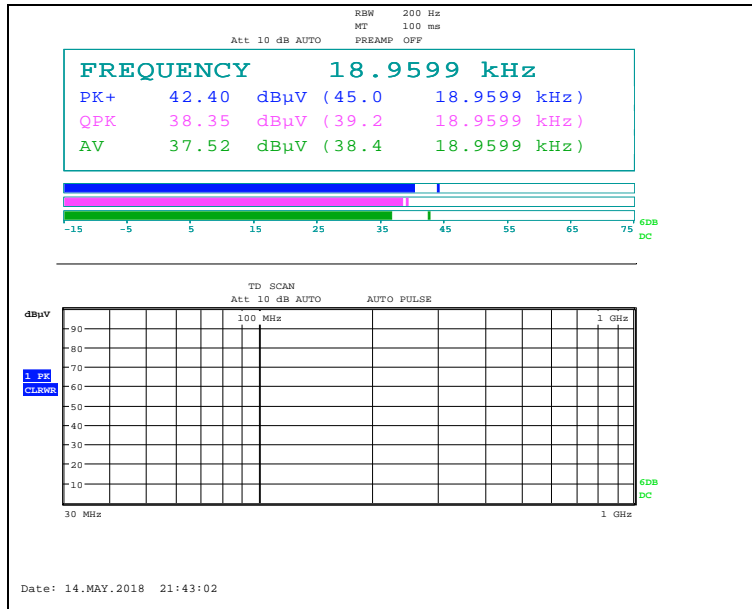 RBW 200 Hz
MT 100 ms
Att 10 dB AUTO PREAMP OFF
FREQUENCY 18.9599 kHz
PK+ 42.40 dBµV (45.0 18.9599 kHz)
QPK 38.35 dBµV (39.2 18.9599 kHz)
AV 37.52 dBµV (38.4 18.9599 kHz)
-15 -5 5 15 25 35 45 55 65 75
6DB
DC
TD SCAN
Att 10 dB AUTO AUTO PULSE
dBµV
100 MHz 1 GHz
90
80
70
1 PK
CLRWR
60
50
40
30
20
10
6DB
DC
30 MHz 1 GHz
Date: 14.MAY.2018 21:43:02